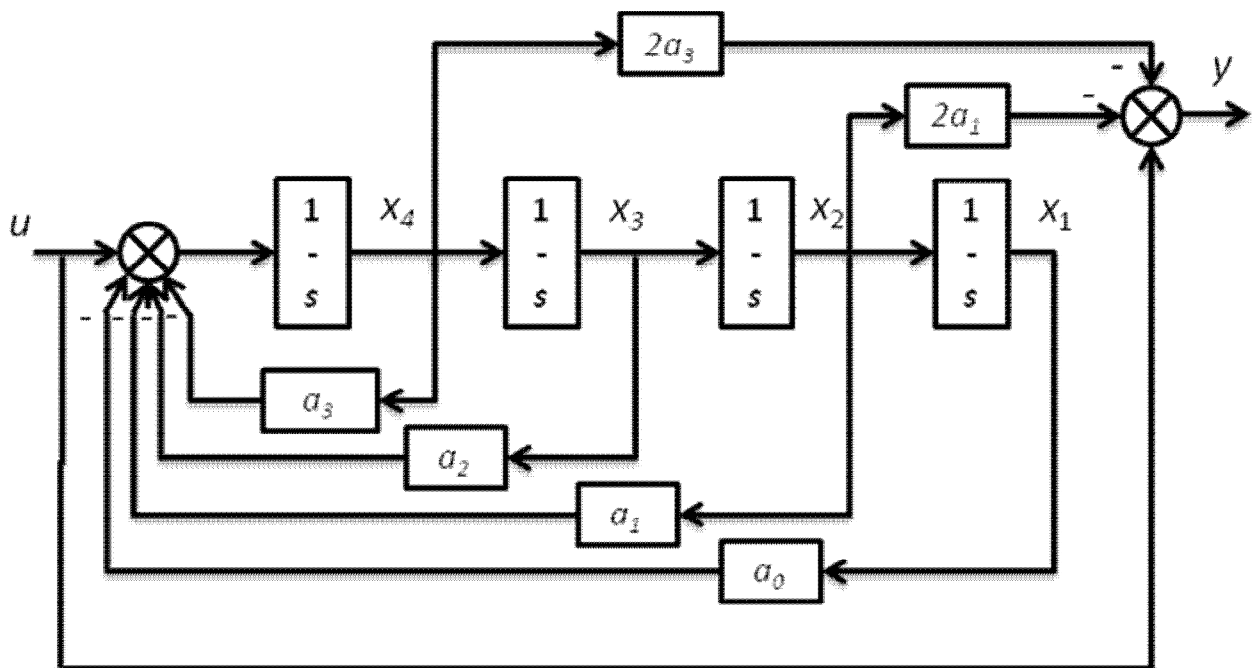 2a₃
-
y
-
2a₁
u
1
-
s
x₄
1
-
s
x₃
1
-
s
x₂
1
-
s
x₁
- - - -
a₃
a₂
a₁
a₀